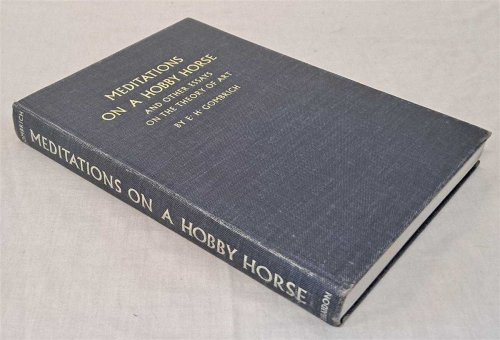 MEDITATIONS
ON A HOBBY HORSE
AND OTHER ESSAYS
ON THE THEORY OF ART
BY E. H. GOMBRICH
GOMBRICH
MEDITATIONS ON A HOBBY HORSE
PHAIDON